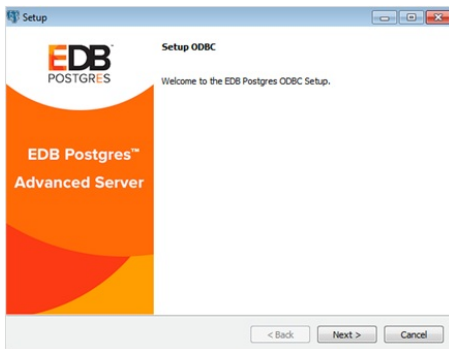 Setup
EDB
POSTGRES
Setup ODBC
Welcome to the EDB Postgres ODBC Setup.
EDB Postgres™
Advanced Server
< Back
Next >
Cancel